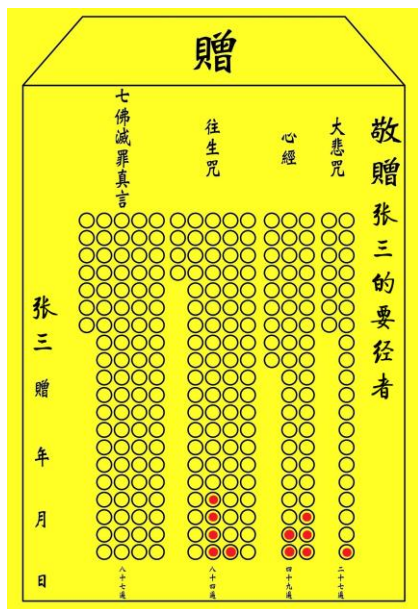 贈
敬贈张三的要经者
大悲咒
心經
往生咒
七佛滅罪真言
张三 贈 年 月 日
二十七遍
四十九遍
八十四遍
八十七遍